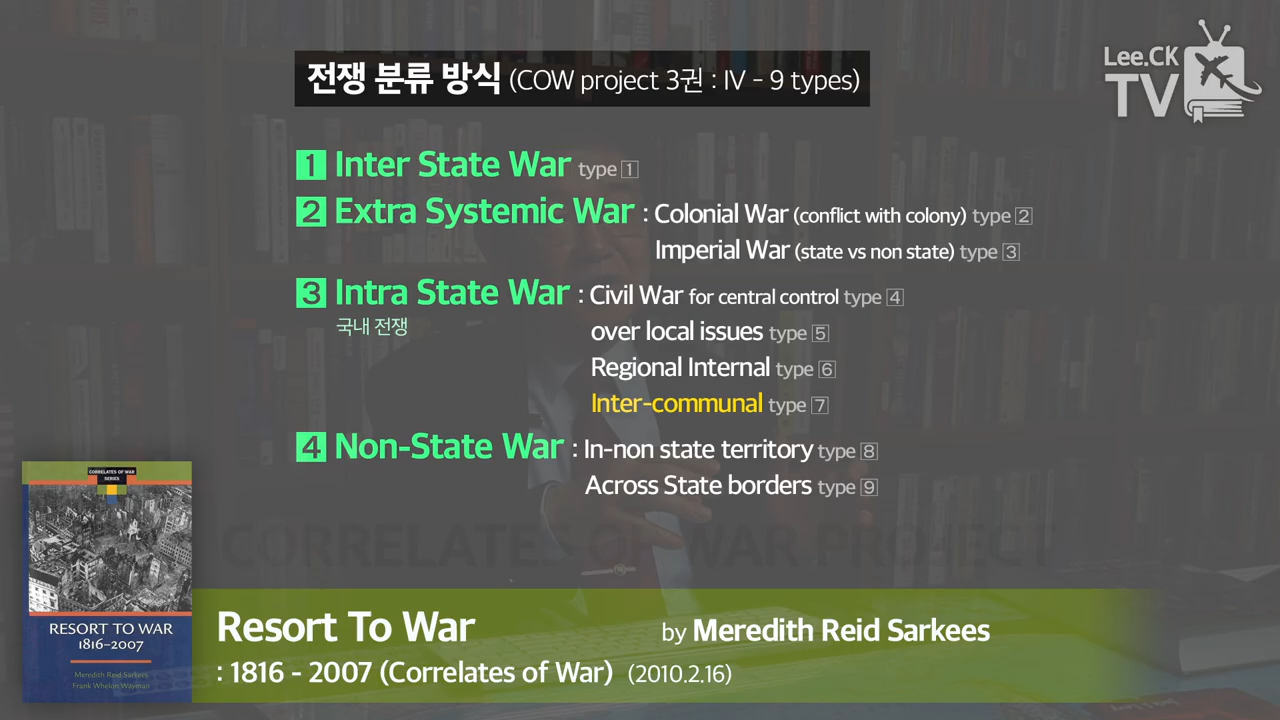 전쟁 분류 방식 (COW project 3권 : IV - 9 types)
Lee.CK
TV
1 Inter State War type 1
2 Extra Systemic War : Colonial War (conflict with colony) type 2
Imperial War (state vs non state) type 3
3 Intra State War : Civil War for central control type 4
국내 전쟁
over local issues type 5
Regional Internal type 6
Inter-communal type 7
4 Non-State War : In-non state territory type 8
Across State borders type 9
CORRELATES OF WAR PROJECT
CORRELATES OF WAR
SERIES
RESORT TO WAR
1816–2007
Meredith Reid Sarkees
Frank Whelon Wayman
Resort To War by Meredith Reid Sarkees
: 1816 - 2007 (Correlates of War) (2010.2.16)